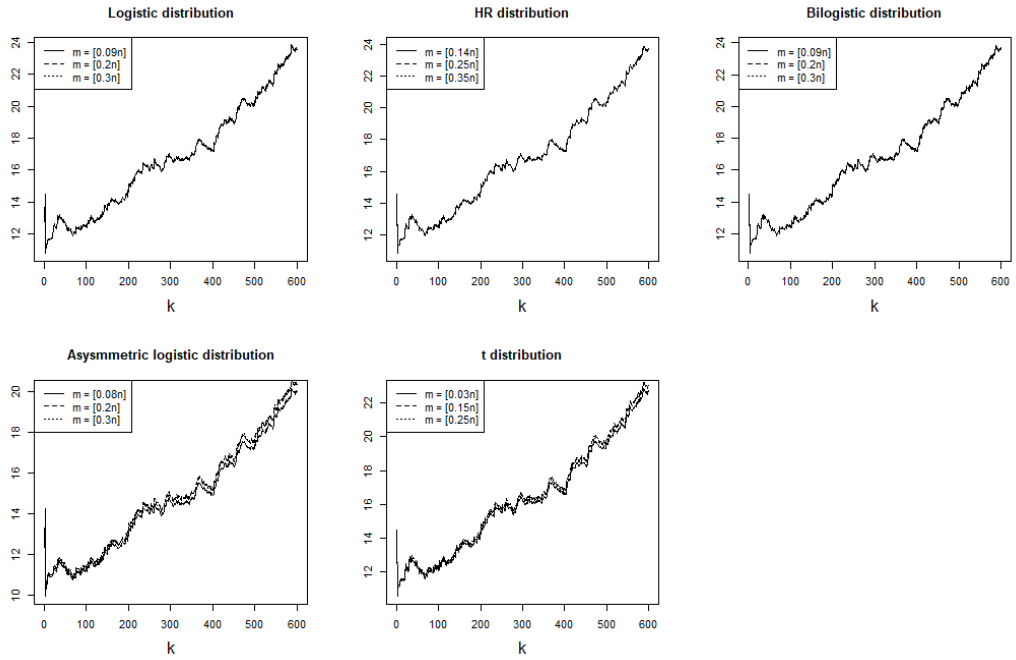 Logistic distribution
24
22
20
18
16
14
12
m = [0.09n]
m = [0.2n]
m = [0.3n]
0 100 200 300 400 500 600
k
HR distribution
24
22
20
18
16
14
12
m = [0.14n]
m = [0.25n]
m = [0.35n]
0 100 200 300 400 500 600
k
Bilogistic distribution
24
22
20
18
16
14
12
m = [0.09n]
m = [0.2n]
m = [0.3n]
0 100 200 300 400 500 600
k
Asysmmetric logistic distribution
20
18
16
14
12
10
m = [0.08n]
m = [0.2n]
m = [0.3n]
0 100 200 300 400 500 600
k
t distribution
22
20
18
16
14
12
m = [0.03n]
m = [0.15n]
m = [0.25n]
0 100 200 300 400 500 600
k